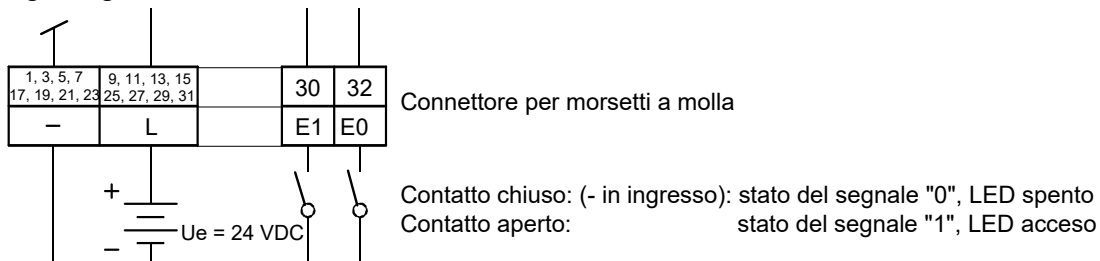 1, 3, 5, 7
17, 19, 21, 23
9, 11, 13, 15
25, 27, 29, 31
30
32
Connettore per morsetti a molla
–
L
E1
E0
+
–
Ue = 24 VDC
Contatto chiuso: (- in ingresso): stato del segnale "0", LED spento
Contatto aperto: stato del segnale "1", LED acceso